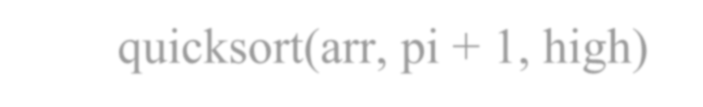 quicksort(arr, pi + 1, high)